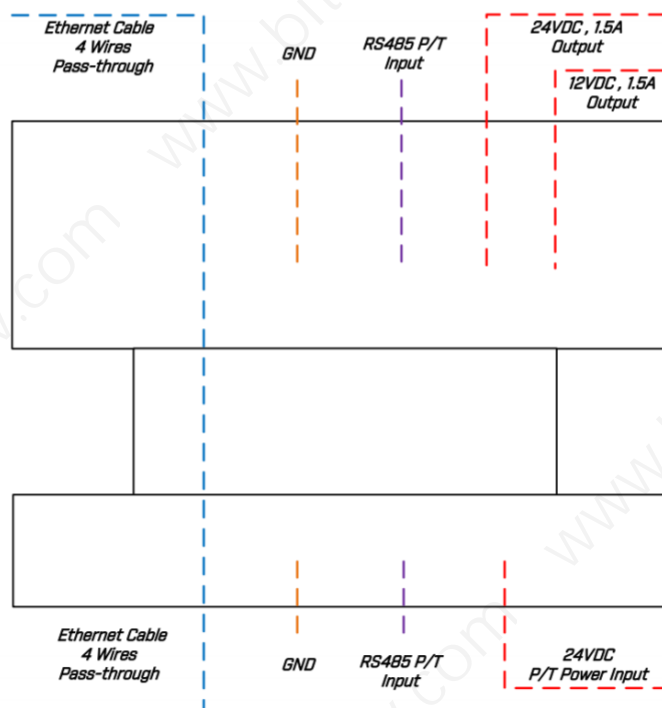 Ethernet Cable
4 Wires
Pass-through
GND
RS485 P/T
Input
24VDC , 1.5A
Output
12VDC , 1.5A
Output
Ethernet Cable
4 Wires
Pass-through
GND
RS485 P/T
Input
24VDC
P/T Power Input